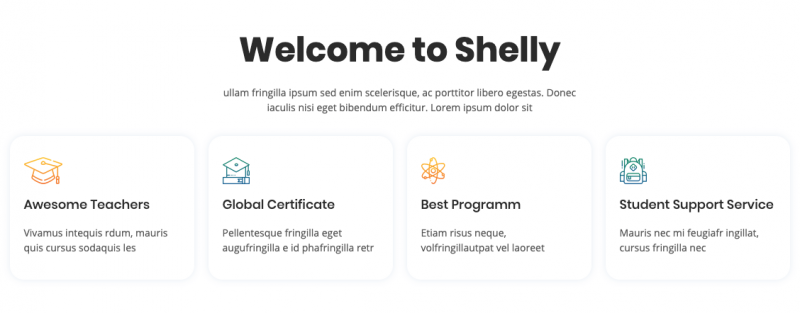 Welcome to Shelly
ullam fringilla ipsum sed enim scelerisque, ac porttitor libero egestas. Donec
iaculis nisi eget bibendum efficitur. Lorem ipsum dolor sit
Awesome Teachers
Vivamus intequis rdum, mauris
quis cursus sodaquis les
Global Certificate
Pellentesque fringilla eget
augufringilla e id phafringilla retr
Best Programm
Etiam risus neque,
volfringillautpat vel laoreet
Student Support Service
Mauris nec mi feugiafr ingillat,
cursus fringilla nec